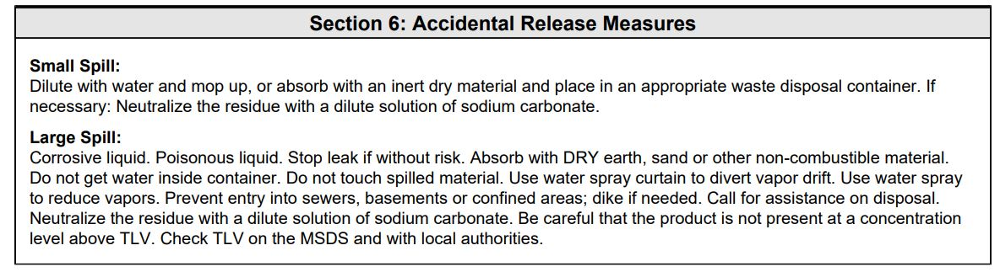 Section 6: Accidental Release Measures
Small Spill:
Dilute with water and mop up, or absorb with an inert dry material and place in an appropriate waste disposal container. If
necessary: Neutralize the residue with a dilute solution of sodium carbonate.
Large Spill:
Corrosive liquid. Poisonous liquid. Stop leak if without risk. Absorb with DRY earth, sand or other non-combustible material.
Do not get water inside container. Do not touch spilled material. Use water spray curtain to divert vapor drift. Use water spray
to reduce vapors. Prevent entry into sewers, basements or confined areas; dike if needed. Call for assistance on disposal.
Neutralize the residue with a dilute solution of sodium carbonate. Be careful that the product is not present at a concentration
level above TLV. Check TLV on the MSDS and with local authorities.